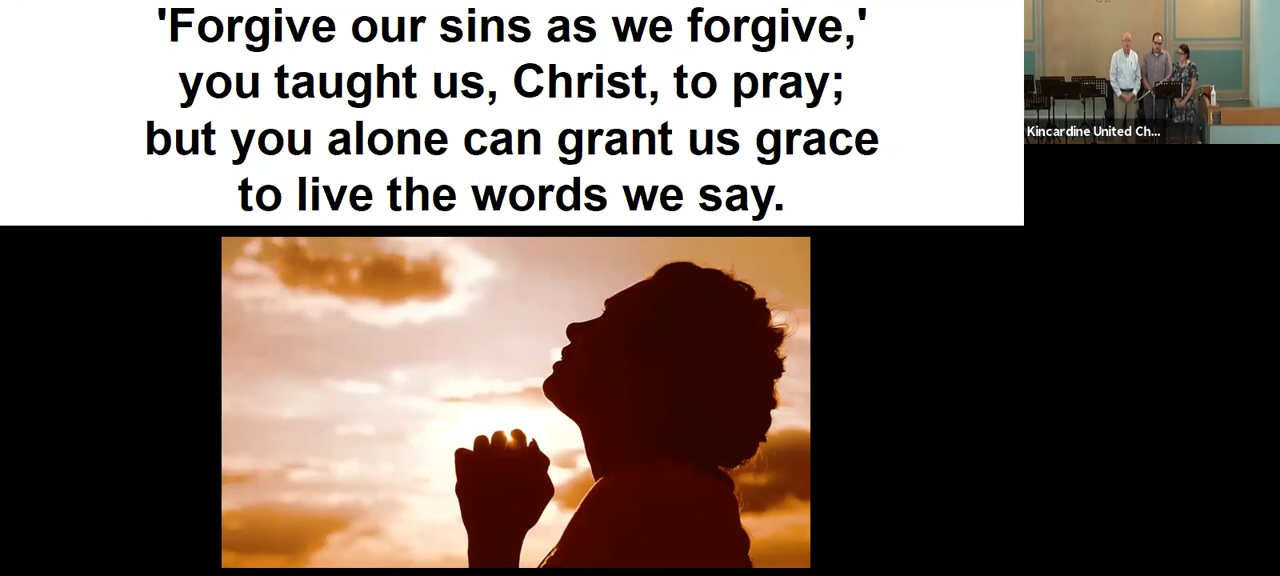 'Forgive our sins as we forgive,'
you taught us, Christ, to pray;
but you alone can grant us grace
to live the words we say.
Kincardine United Ch...